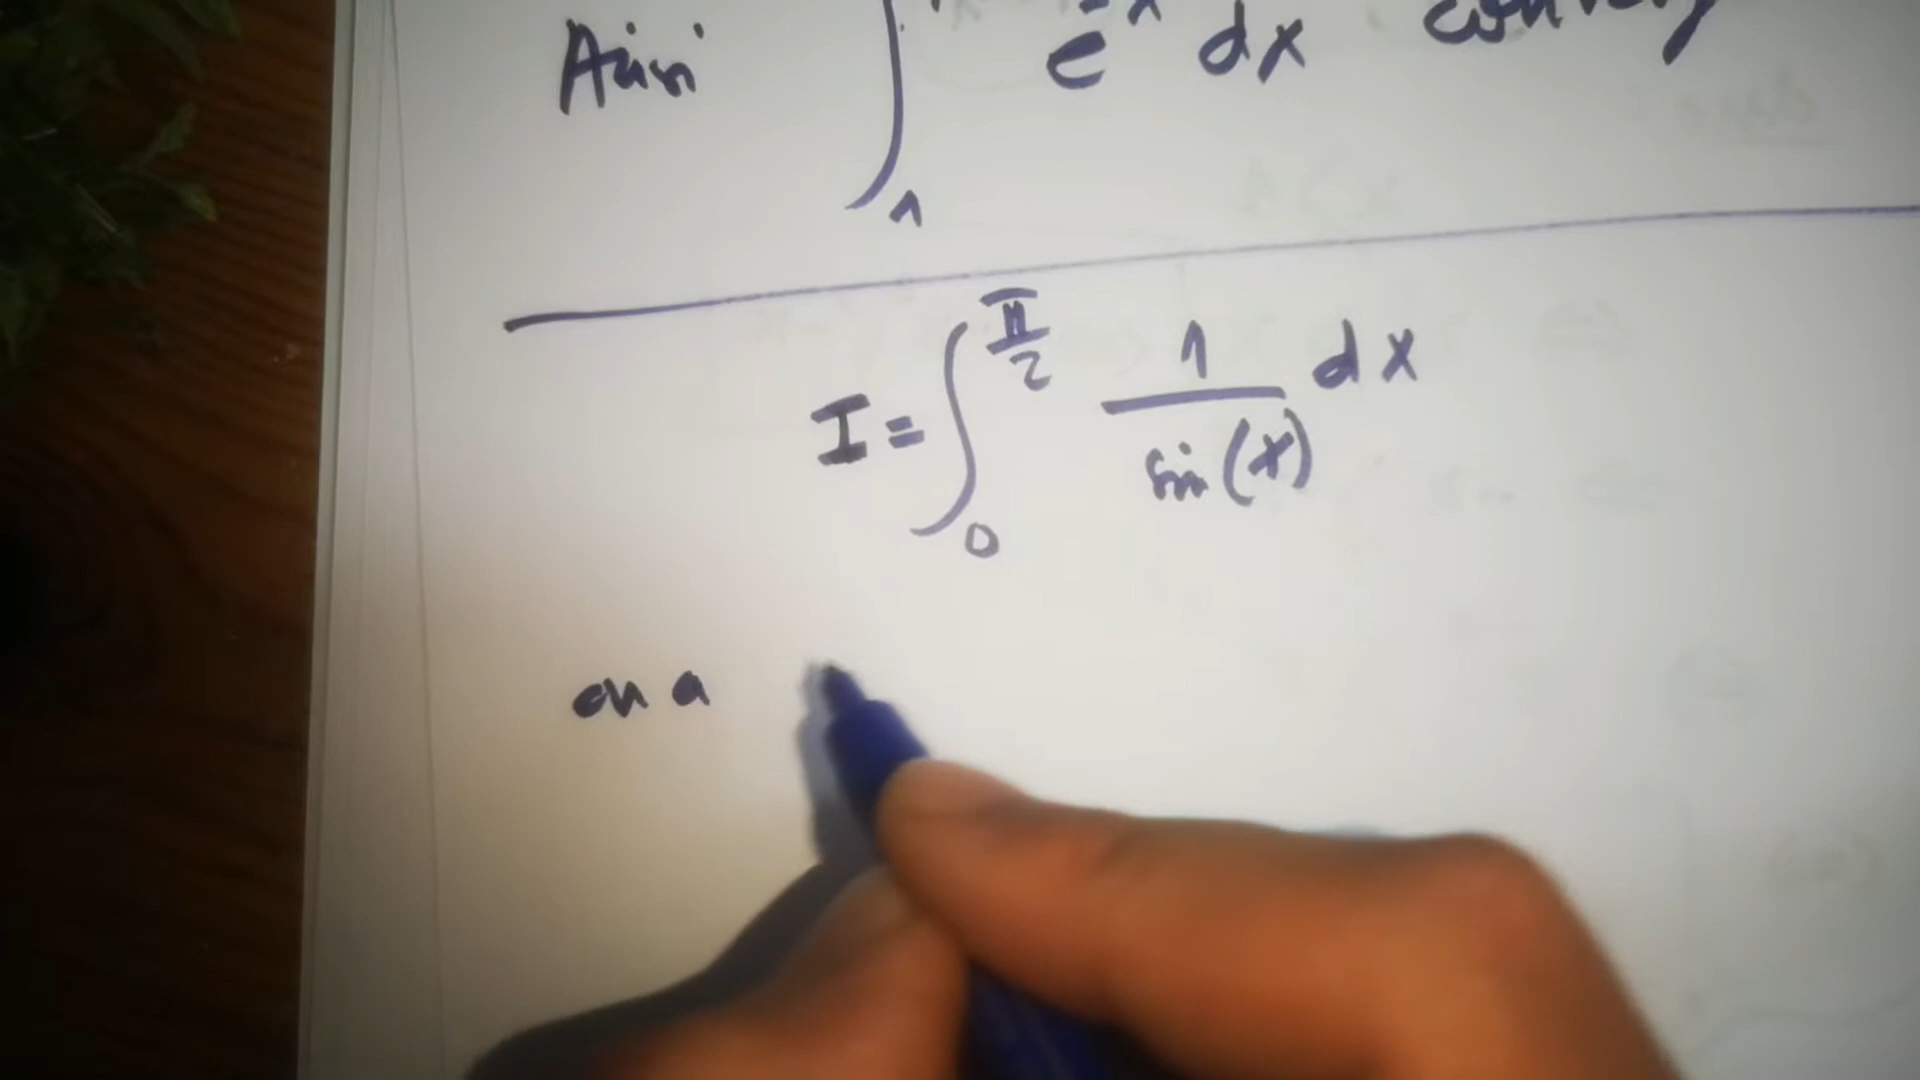 Ainsi ∫₁ e^-x dx
I = ∫₀^(π/2) 1/sin(x) dx
on a